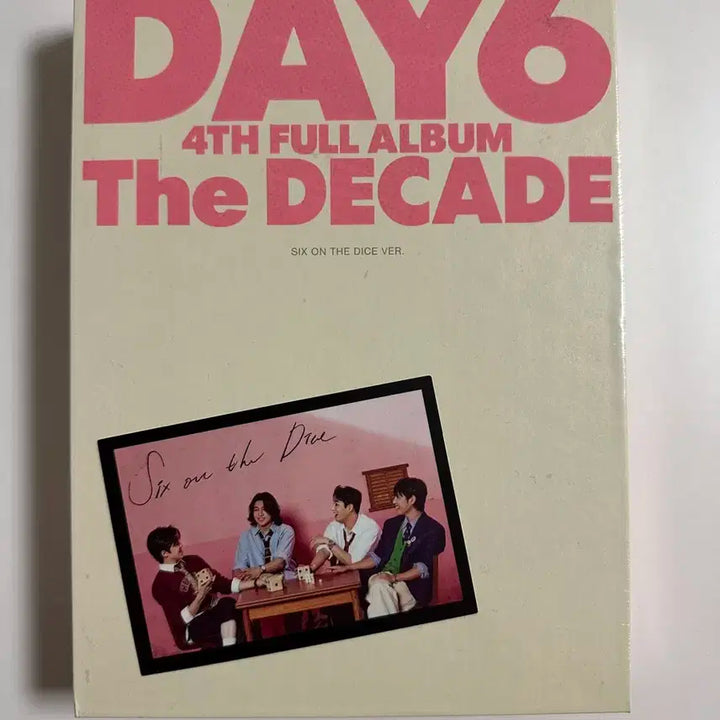 DAY6
4TH FULL ALBUM
The DECADE
SIX ON THE DICE VER.
Six on the Dice